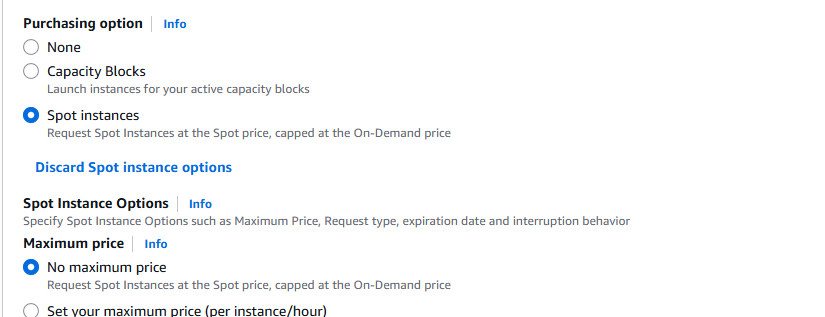 Purchasing option Info
None
Capacity Blocks
Launch instances for your active capacity blocks
Spot instances
Request Spot Instances at the Spot price, capped at the On-Demand price
Discard Spot instance options
Spot Instance Options Info
Specify Spot Instance Options such as Maximum Price, Request type, expiration date and interruption behavior
Maximum price Info
No maximum price
Request Spot Instances at the Spot price, capped at the On-Demand price
Set your maximum price (per instance/hour)